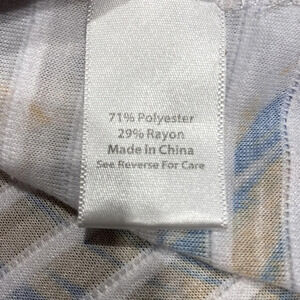 71% Polyester
29% Rayon
Made in China
See Reverse For Care